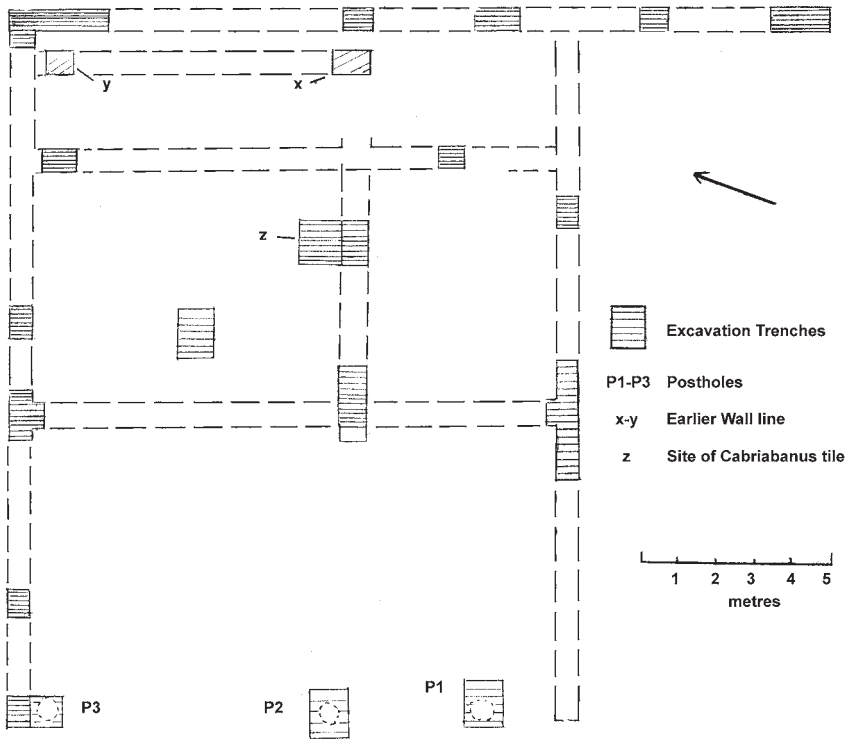 y
x
z
Excavation Trenches
P1-P3 Postholes
x-y Earlier Wall line
z Site of Cabriabanus tile
1 2 3 4 5
metres
P1
P3
P2